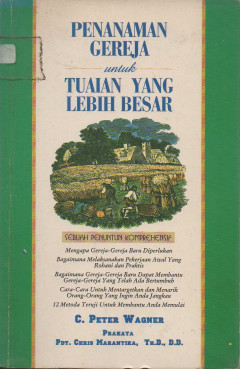 PENANAMAN
GEREJA
untuk
TUAIAN YANG
LEBIH BESAR
SEBUAH PENUNTUN KOMPREHENSIF
Mengapa Gereja-Gereja Baru Diperlukan
Bagaimana Melaksanakan Pekerjaan Awal Yang
Rohani dan Praktis
Bagaimana Gereja-Gereja Baru Dapat Membantu
Gereja-Gereja Yang Telah Ada Bertumbuh
Cara-Cara Untuk Mentargetkan dan Menarik
Orang-Orang Yang Ingin Anda Jangkau
12 Metoda Teruji Untuk Membantu Anda Memulai
C. PETER WAGNER
PRAKATA
PDT. CHRIS MARANTIKA, TH.D., D.D.